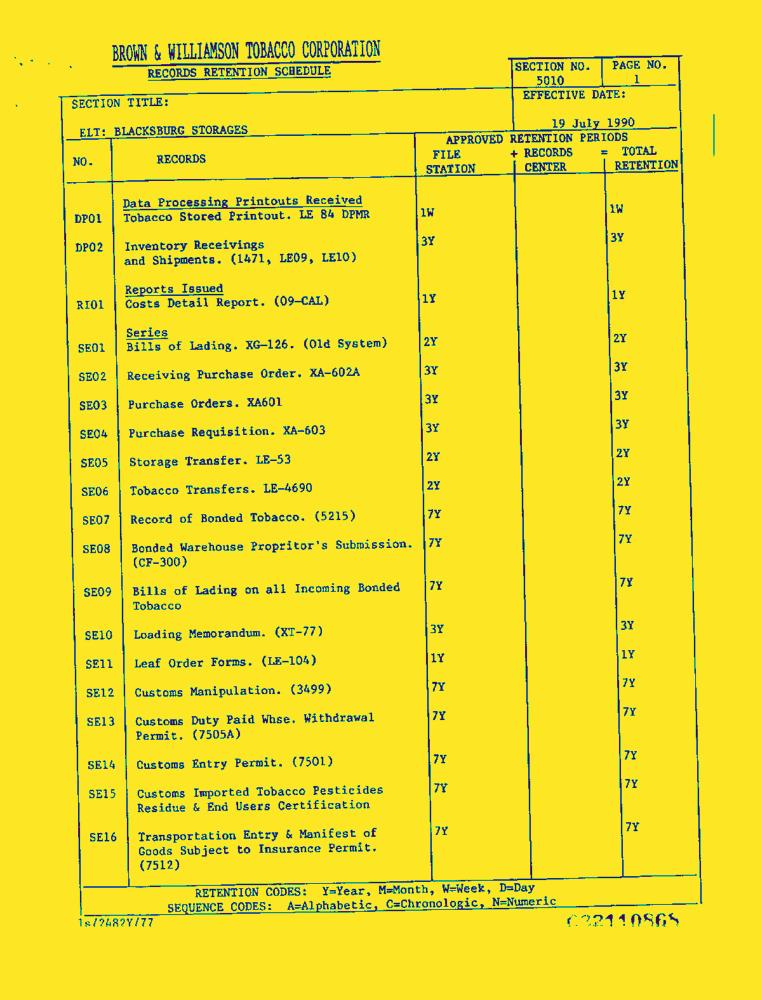 BROWN & WILLIAMSON TOBACCO CORPORATION
RECORDS RETENTION SCHEDULE
SECTION NO. PAGE NO.
5010 1
SECTION TITLE: EFFECTIVE DATE:
ELT: BLACKSBURG STORAGES 19 July 1990
APPROVED RETENTION PERIODS
NO. RECORDS FILE + RECORDS = TOTAL
STATION CENTER RETENTION
Data Processing Printouts Received
DP01 Tobacco Stored Printout. LE 84 DPMR 1W 1W
DP02 Inventory Receivings 3Y 3Y
and Shipments. (1471, LE09, LE10)
Reports Issued
RI01 Costs Detail Report. (09-CAL) 1Y 1Y
Series
SE01 Bills of Lading. XG-126. (Old System) 2Y 2Y
SE02 Receiving Purchase Order. XA-602A 3Y 3Y
SE03 Purchase Orders. XA601 3Y 3Y
SE04 Purchase Requisition. XA-603 3Y 3Y
SE05 Storage Transfer. LE-53 2Y 2Y
SE06 Tobacco Transfers. LE-4690 2Y 2Y
SE07 Record of Bonded Tobacco. (5215) 7Y 7Y
SE08 Bonded Warehouse Propritor's Submission. 7Y 7Y
(CF-300)
SE09 Bills of Lading on all Incoming Bonded 7Y 7Y
Tobacco
SE10 Loading Memorandum. (XT-77) 3Y 3Y
SE11 Leaf Order Forms. (LE-104) 1Y 1Y
SE12 Customs Manipulation. (3499) 7Y 7Y
SE13 Customs Duty Paid Whse. Withdrawal 7Y 7Y
Permit. (7505A)
SE14 Customs Entry Permit. (7501) 7Y 7Y
SE15 Customs Imported Tobacco Pesticides 7Y 7Y
Residue & End Users Certification
SE16 Transportation Entry & Manifest of 7Y 7Y
Goods Subject to Insurance Permit.
(7512)
RETENTION CODES: Y=Year, M=Month, W=Week, D=Day
SEQUENCE CODES: A=Alphabetic, C=Chronologic, N=Numeric
ls/2482Y/77